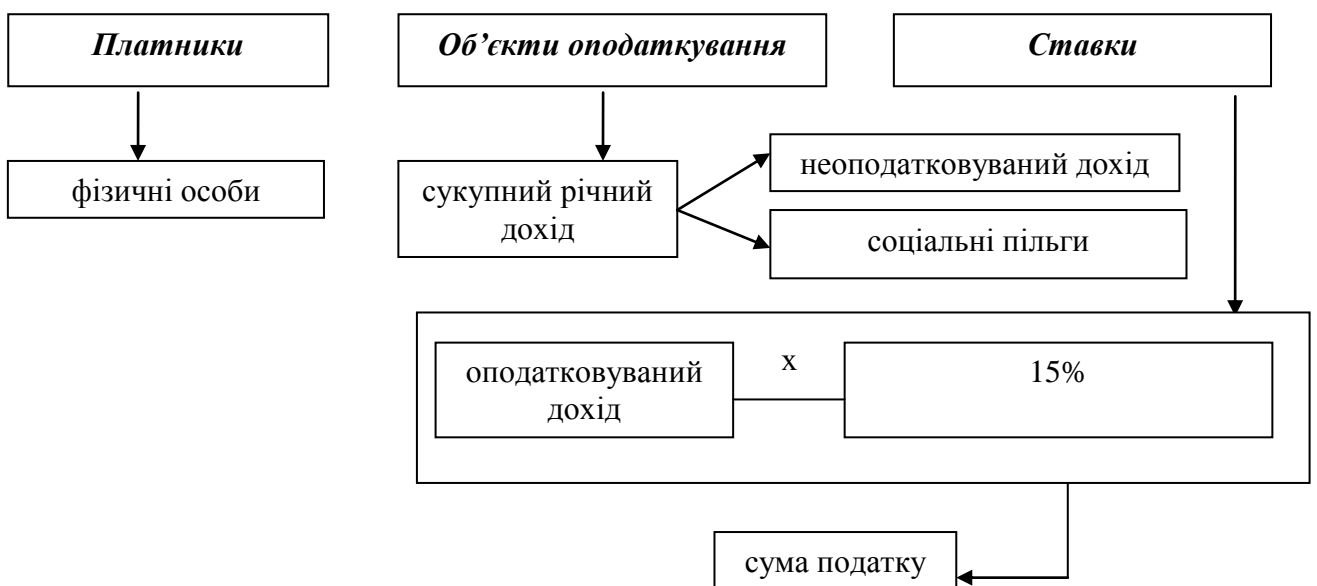 Платники
Об’єкти оподаткування
Ставки
фізичні особи
сукупний річний
дохід
неоподатковуваний дохід
соціальні пільги
оподатковуваний
дохід
х
15%
сума податку